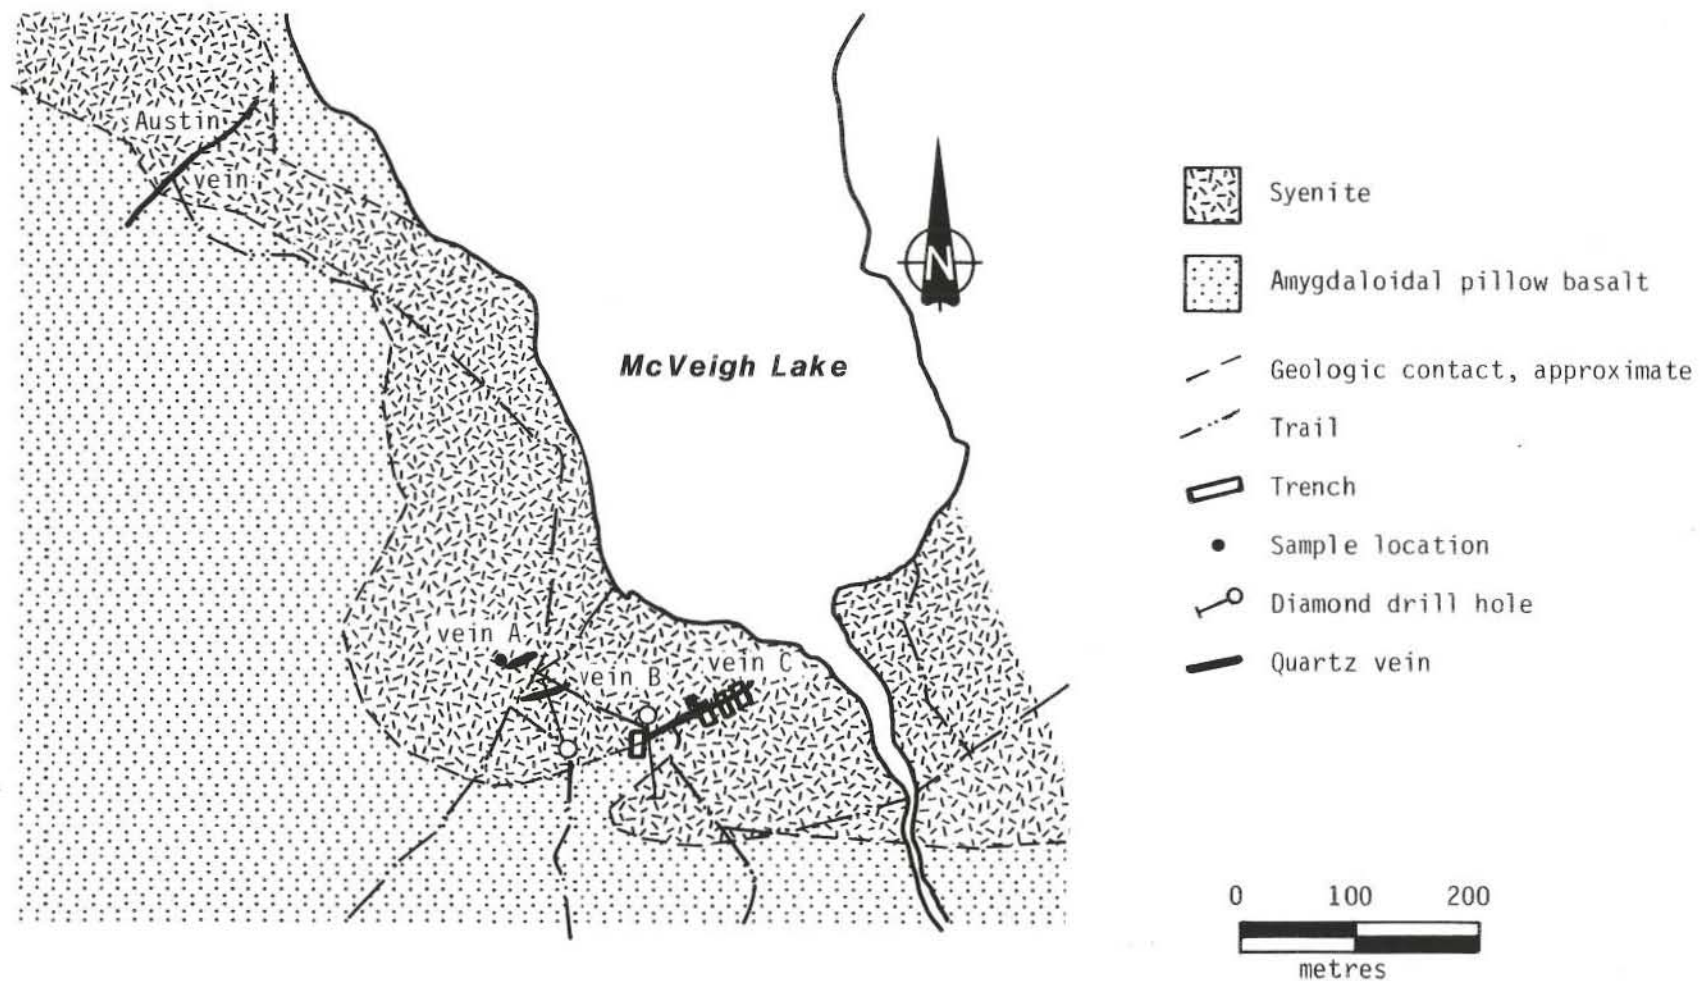 Austin
vein
McVeigh Lake
N
vein A
vein B
vein C
Syenite
Amygdaloidal pillow basalt
Geologic contact, approximate
Trail
Trench
Sample location
Diamond drill hole
Quartz vein
0 100 200
metres